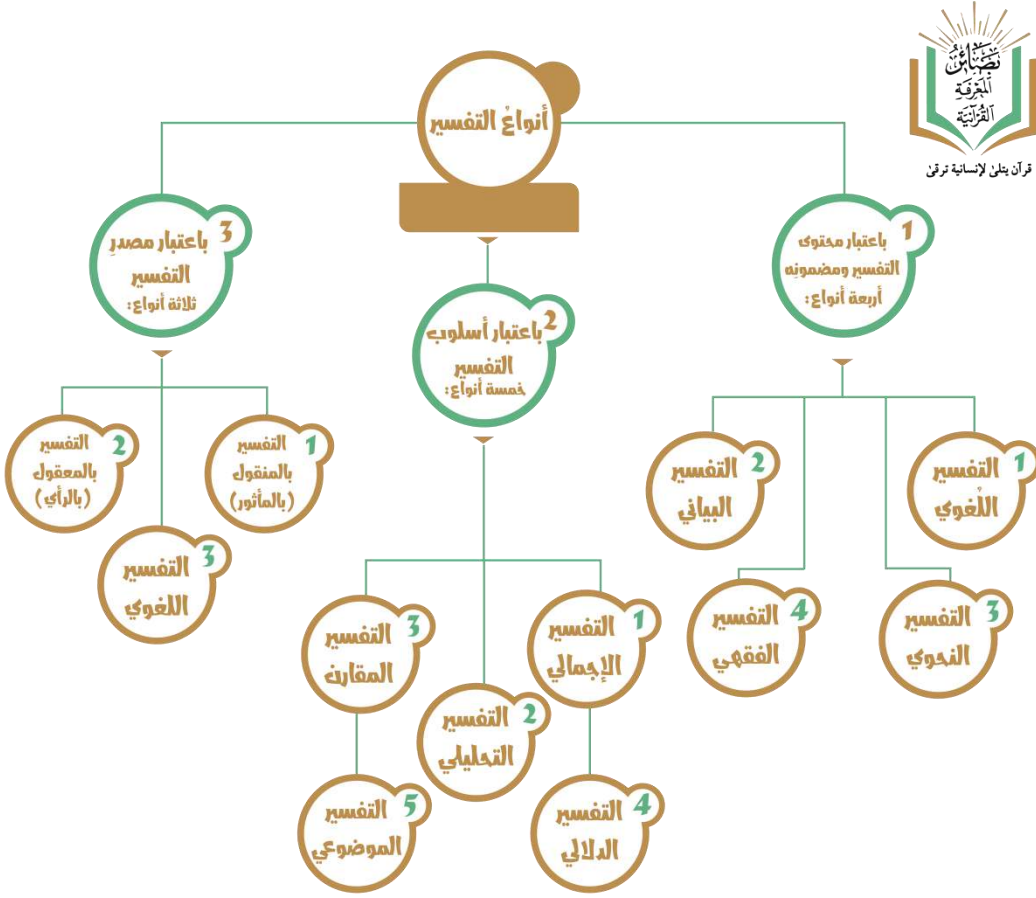 بصائر
المعرفة
القرآنية
قرآن يتلى لإنسانية ترقى
أنواع التفسير
1
باعتبار محتوى
التفسير ومضمونه
أربعة أنواع:
1
التفسير
اللغوي
2
التفسير
البياني
3
التفسير
النحوي
4
التفسير
الفقهي
2
باعتبار أسلوب
التفسير
خمسة أنواع:
1
التفسير
الإجمالي
2
التفسير
التحليلي
3
التفسير
المقارن
4
التفسير
الدلالي
5
التفسير
الموضوعي
3
باعتبار مصدر
التفسير
ثلاثة أنواع:
1
التفسير
بالمنقول
(بالمأثور)
2
التفسير
بالمعقول
(بالرأي)
3
التفسير
اللغوي